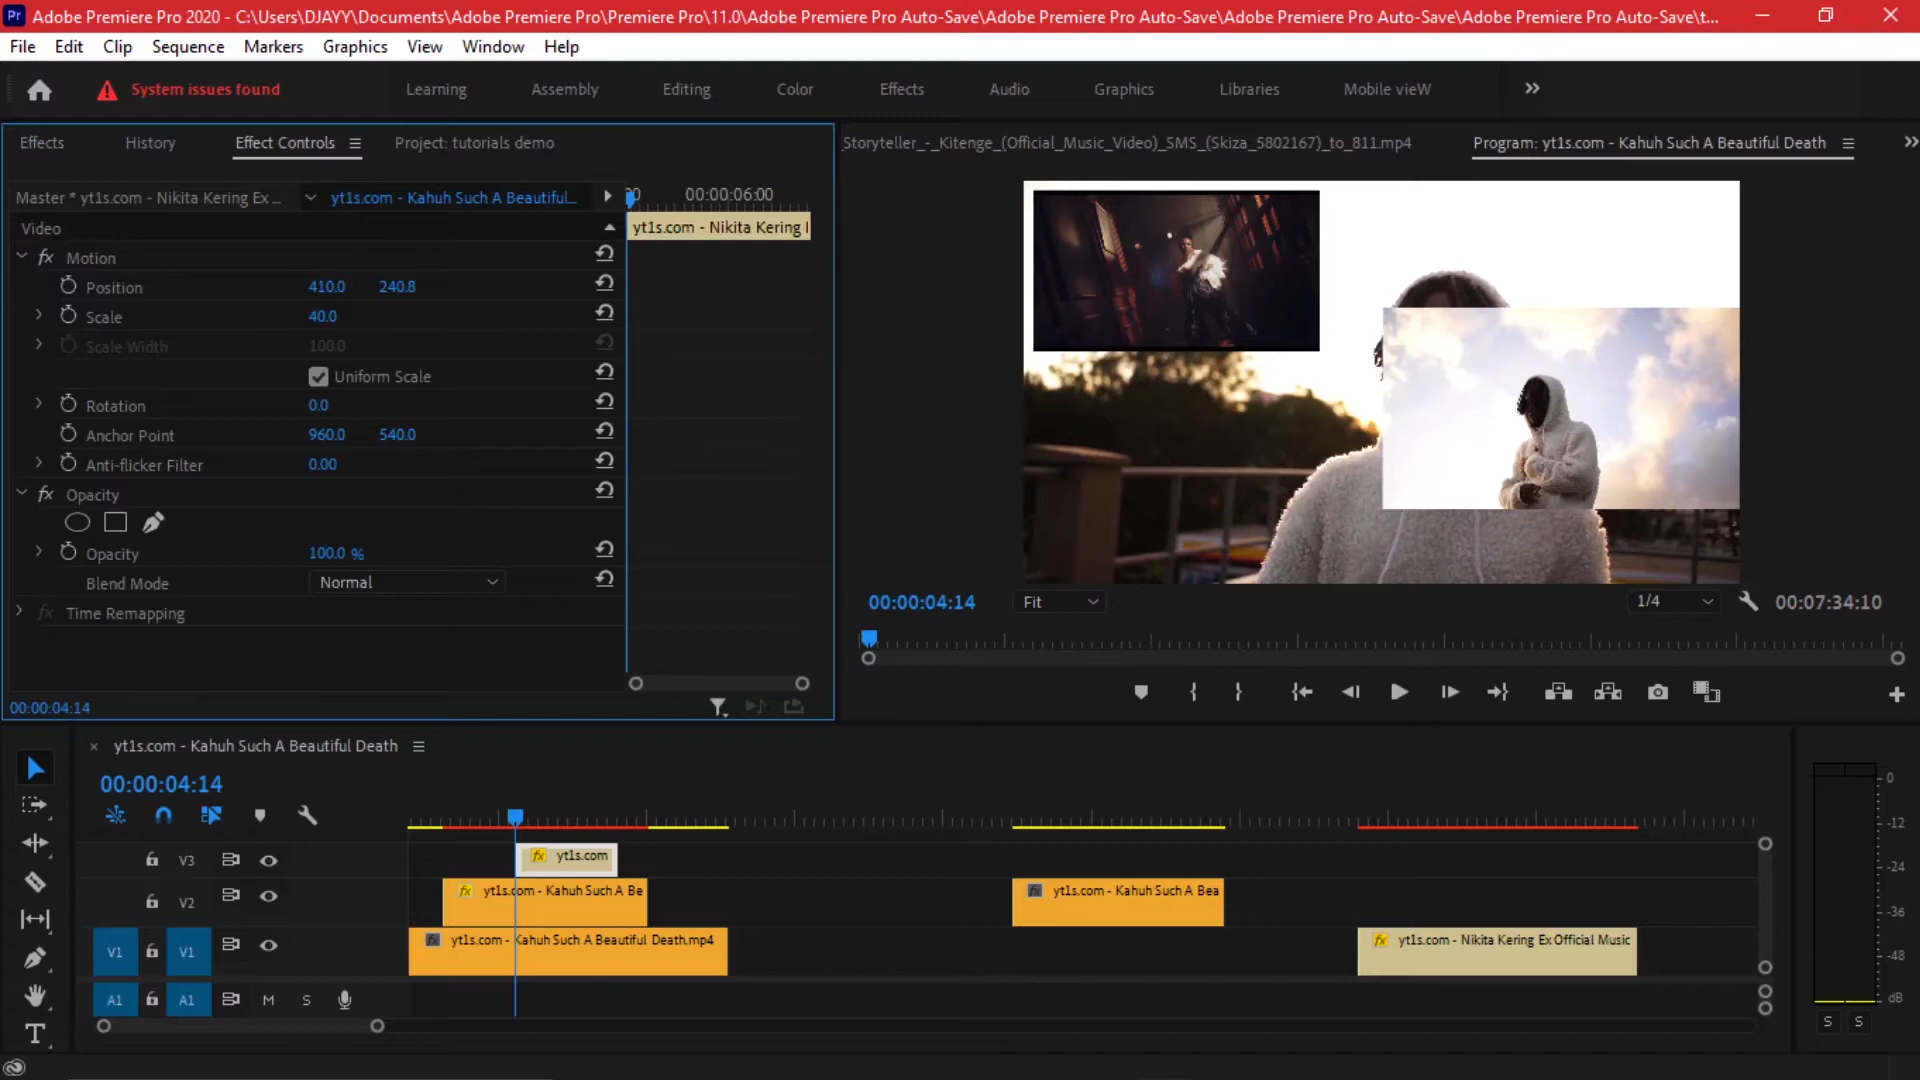 Adobe Premiere Pro 2020 - C:\Users\DJAYY\Documents\Adobe Premiere Pro\Premiere Pro\11.0\Adobe Premiere Pro Auto-Save\Adobe Premiere Pro Auto-Save\Adobe Premiere Pro Auto-Save\Adobe Premiere Pro Auto-Save\t...
File Edit Clip Sequence Markers Graphics View Window Help
System issues found Learning Assembly Editing Color Effects Audio Graphics Libraries Mobile vieW
Effects History Effect Controls Project: tutorials demo
Storyteller_-_Kitenge_(Official_Music_Video)_SMS_(Skiza_5802167)_to_811.mp4 Program: yt1s.com - Kahuh Such A Beautiful Death
Master * yt1s.com - Nikita Kering Ex ... yt1s.com - Kahuh Such A Beautiful... 00:00:06:00
Video yt1s.com - Nikita Kering
fx Motion
Position 410.0 240.8
Scale 40.0
Scale Width 100.0
Uniform Scale
Rotation 0.0
Anchor Point 960.0 540.0
Anti-flicker Filter 0.00
fx Opacity
Opacity 100.0 %
Blend Mode Normal
fx Time Remapping
00:00:04:14
00:00:04:14 Fit 1/4 00:07:34:10
yt1s.com - Kahuh Such A Beautiful Death
00:00:04:14
V3 fx yt1s.com
V2 fx yt1s.com - Kahuh Such A Be fx yt1s.com - Kahuh Such A Bea
V1 V1 fx yt1s.com - Kahuh Such A Beautiful Death.mp4 fx yt1s.com - Nikita Kering Ex Official Music
A1 A1 M S
0
-12
-24
-36
-48
dB
S S